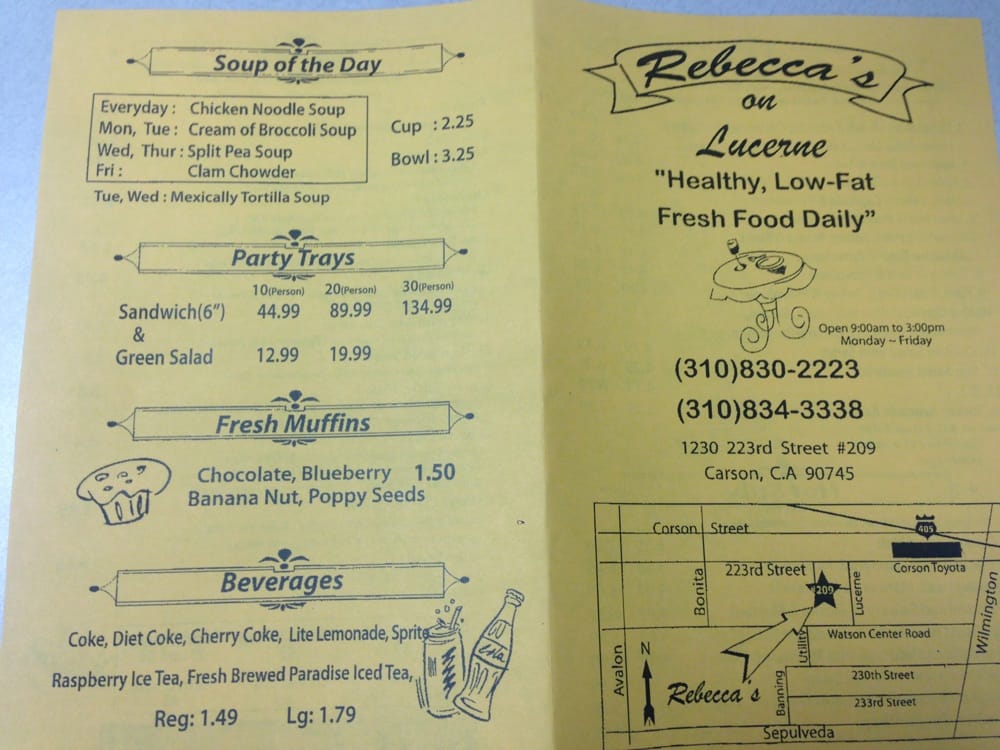 Soup of the Day
Everyday : Chicken Noodle Soup
Mon, Tue : Cream of Broccoli Soup
Wed, Thur : Split Pea Soup
Fri : Clam Chowder
Cup : 2.25
Bowl : 3.25
Tue, Wed : Mexically Tortilla Soup
Party Trays
10(Person) 20(Person) 30(Person)
Sandwich(6”) 44.99 89.99 134.99
&
Green Salad 12.99 19.99
Fresh Muffins
Chocolate, Blueberry 1.50
Banana Nut, Poppy Seeds
Beverages
Coke, Diet Coke, Cherry Coke, Lite Lemonade, Sprite
Raspberry Ice Tea, Fresh Brewed Paradise Iced Tea,
Reg: 1.49 Lg: 1.79
Rebecca's
on
Lucerne
"Healthy, Low-Fat
Fresh Food Daily”
Open 9:00am to 3:00pm
Monday ~ Friday
(310)830-2223
(310)834-3338
1230 223rd Street #209
Carson, C.A 90745
Corson Street
405
Corson Toyota
223rd Street
#209
Bonita
Lucerne
Wilmington
Utility
Watson Center Road
Avalon
N
Rebecca's
Banning
230th Street
233rd Street
Sepulveda